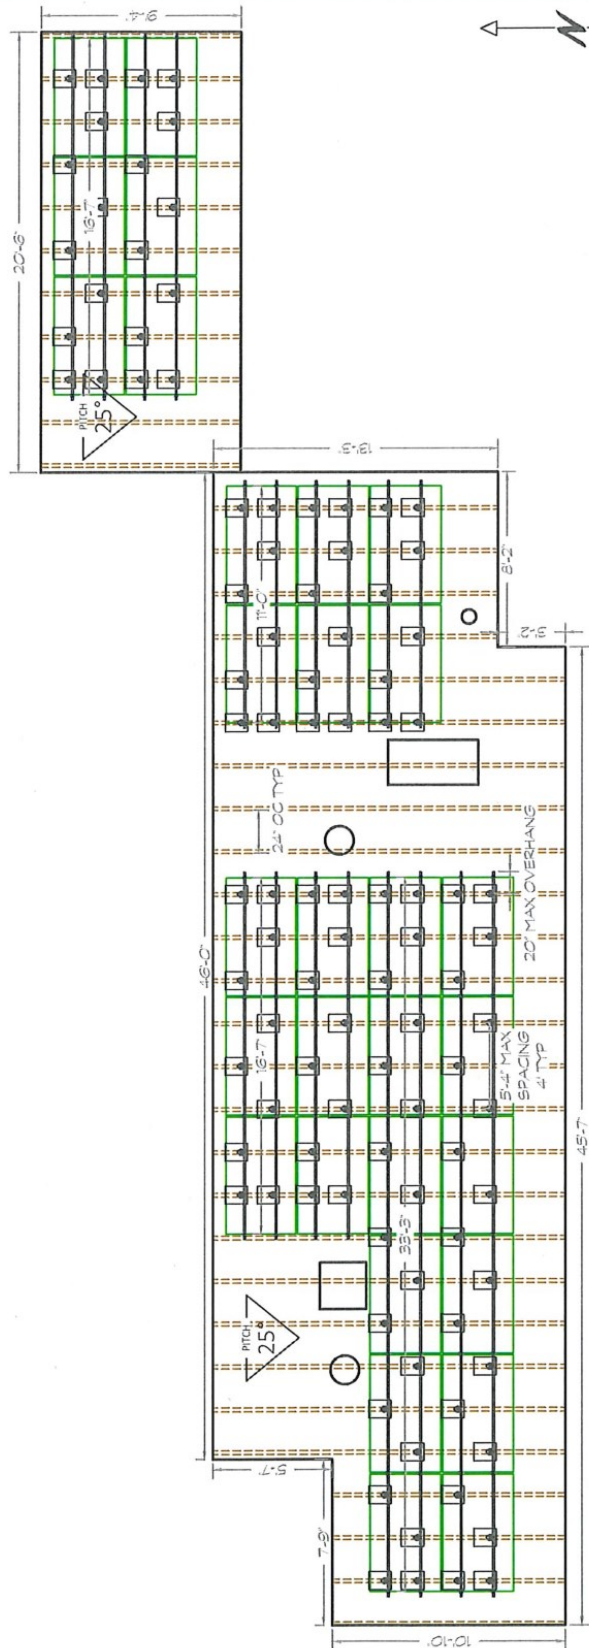 9'-4"
N
20'-6"
16'-7"
PITCH
25°
13'-3"
8'-2"
11'-0"
3'-2"
24" OC TYP
20" MAX OVERHANG
46'-0"
16'-7"
5'-4" MAX
SPACING
4' TYP
45'-7"
33'-3"
PITCH
25°
5'-7"
7'-9"
10'-10"